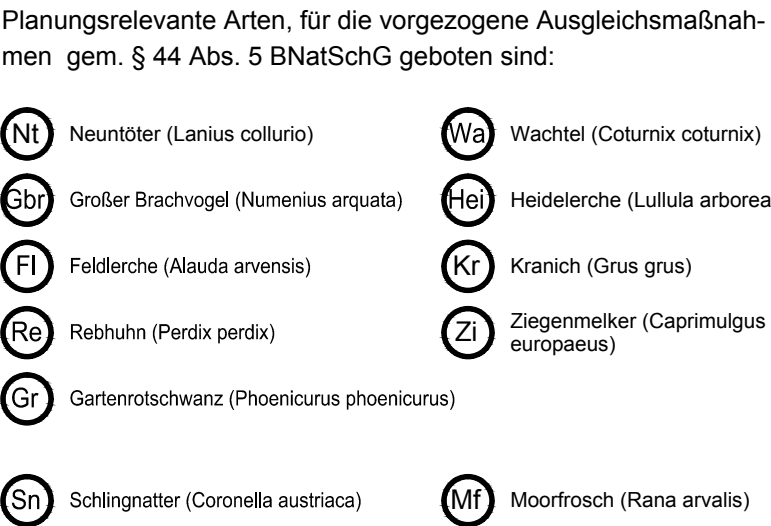 Planungsrelevante Arten, für die vorgezogene Ausgleichsmaßnah-
men gem. § 44 Abs. 5 BNatSchG geboten sind:
Nt Neuntöter (Lanius collurio)
Wa Wachtel (Coturnix coturnix)
Gbr Großer Brachvogel (Numenius arquata)
Hei Heidelerche (Lullula arborea
Fl Feldlerche (Alauda arvensis)
Kr Kranich (Grus grus)
Re Rebhuhn (Perdix perdix)
Zi Ziegenmelker (Caprimulgus
europaeus)
Gr Gartenrotschwanz (Phoenicurus phoenicurus)
Sn Schlingnatter (Coronella austriaca)
Mf Moorfrosch (Rana arvalis)